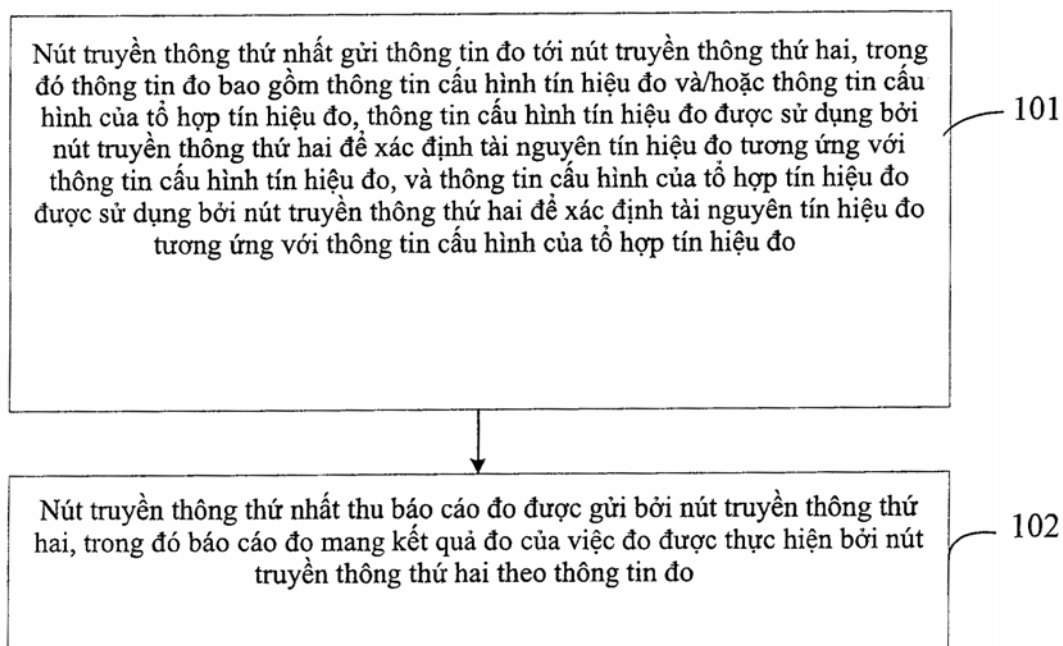 Nút truyền thông thứ nhất gửi thông tin đo tới nút truyền thông thứ hai, trong
đó thông tin đo bao gồm thông tin cấu hình tín hiệu đo và/hoặc thông tin cấu
hình của tổ hợp tín hiệu đo, thông tin cấu hình tín hiệu đo được sử dụng bởi
nút truyền thông thứ hai để xác định tài nguyên tín hiệu đo tương ứng với
thông tin cấu hình tín hiệu đo, và thông tin cấu hình của tổ hợp tín hiệu đo
được sử dụng bởi nút truyền thông thứ hai để xác định tài nguyên tín hiệu đo
tương ứng với thông tin cấu hình của tổ hợp tín hiệu đo
101
Nút truyền thông thứ nhất thu báo cáo đo được gửi bởi nút truyền thông thứ
hai, trong đó báo cáo đo mang kết quả đo của việc đo được thực hiện bởi nút
truyền thông thứ hai theo thông tin đo
102